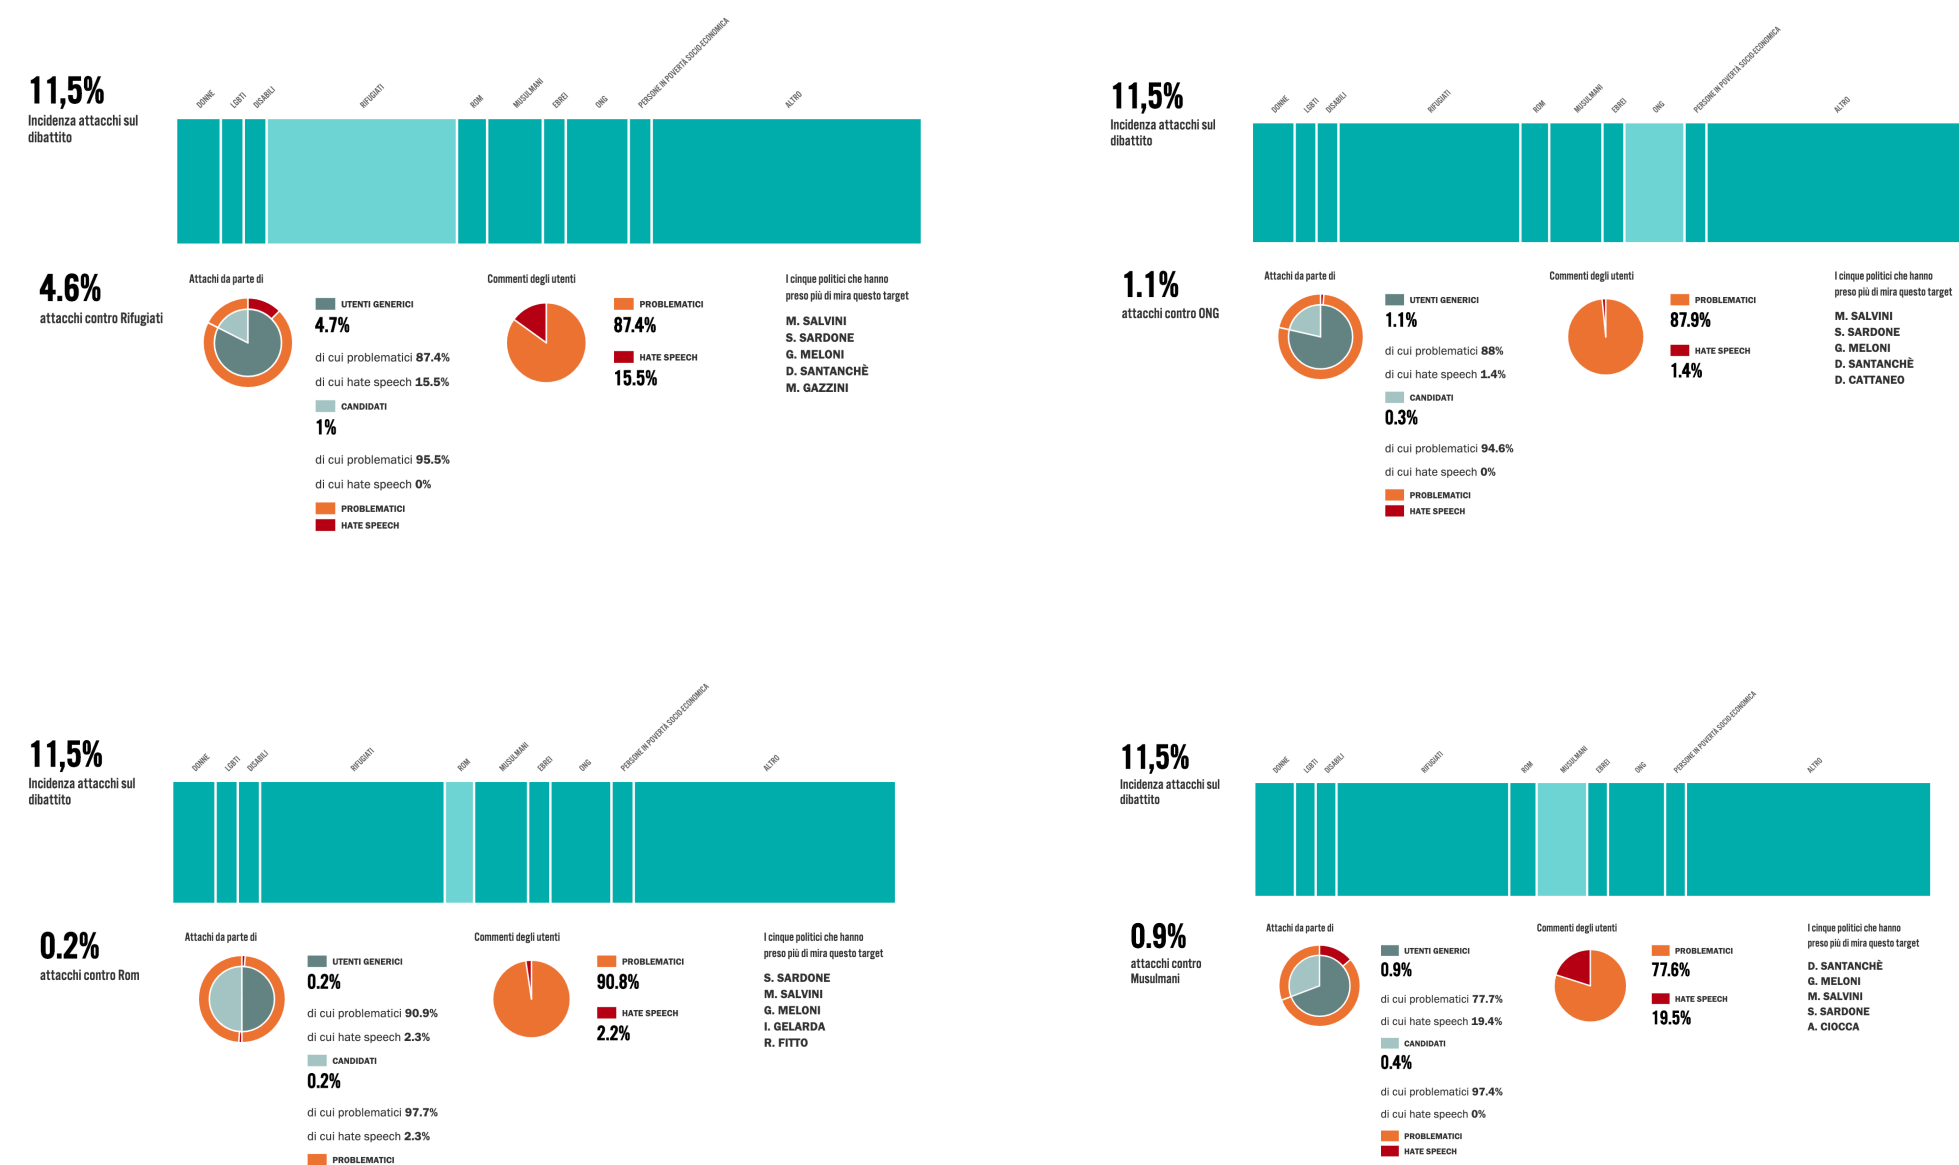 11,5%
Incidenza attacchi sul
dibattito
DONNE
LGBTI
DISABILI
RIFUGIATI
ROM
MUSULMANI
EBREI
ONG
PERSONE IN POVERTÀ SOCIO-ECONOMICA
ALTRO
4.6%
attacchi contro Rifugiati
Attachi da parte di
UTENTI GENERICI
4.7%
di cui problematici 87.4%
di cui hate speech 15.5%
CANDIDATI
1%
di cui problematici 95.5%
di cui hate speech 0%
PROBLEMATICI
HATE SPEECH
Commenti degli utenti
PROBLEMATICI
87.4%
HATE SPEECH
15.5%
I cinque politici che hanno
preso più di mira questo target
M. SALVINI
S. SARDONE
G. MELONI
D. SANTANCHÈ
M. GAZZINI
11,5%
Incidenza attacchi sul
dibattito
DONNE
LGBTI
DISABILI
RIFUGIATI
ROM
MUSULMANI
EBREI
ONG
PERSONE IN POVERTÀ SOCIO-ECONOMICA
ALTRO
1.1%
attacchi contro ONG
Attachi da parte di
UTENTI GENERICI
1.1%
di cui problematici 88%
di cui hate speech 1.4%
CANDIDATI
0.3%
di cui problematici 94.6%
di cui hate speech 0%
PROBLEMATICI
HATE SPEECH
Commenti degli utenti
PROBLEMATICI
87.9%
HATE SPEECH
1.4%
I cinque politici che hanno
preso più di mira questo target
M. SALVINI
S. SARDONE
G. MELONI
D. SANTANCHÈ
D. CATTANEO
11,5%
Incidenza attacchi sul
dibattito
DONNE
LGBTI
DISABILI
RIFUGIATI
ROM
MUSULMANI
EBREI
ONG
PERSONE IN POVERTÀ SOCIO-ECONOMICA
ALTRO
0.2%
attacchi contro Rom
Attachi da parte di
UTENTI GENERICI
0.2%
di cui problematici 90.9%
di cui hate speech 2.3%
CANDIDATI
0.2%
di cui problematici 97.7%
di cui hate speech 2.3%
PROBLEMATICI
Commenti degli utenti
PROBLEMATICI
90.8%
HATE SPEECH
2.2%
I cinque politici che hanno
preso più di mira questo target
S. SARDONE
M. SALVINI
G. MELONI
I. GELARDA
R. FITTO
11,5%
Incidenza attacchi sul
dibattito
DONNE
LGBTI
DISABILI
RIFUGIATI
ROM
MUSULMANI
EBREI
ONG
PERSONE IN POVERTÀ SOCIO-ECONOMICA
ALTRO
0.9%
attacchi contro
Musulmani
Attachi da parte di
UTENTI GENERICI
0.9%
di cui problematici 77.7%
di cui hate speech 19.4%
CANDIDATI
0.4%
di cui problematici 97.4%
di cui hate speech 0%
PROBLEMATICI
HATE SPEECH
Commenti degli utenti
PROBLEMATICI
77.6%
HATE SPEECH
19.5%
I cinque politici che hanno
preso più di mira questo target
D. SANTANCHÈ
G. MELONI
M. SALVINI
S. SARDONE
A. CIOCCA